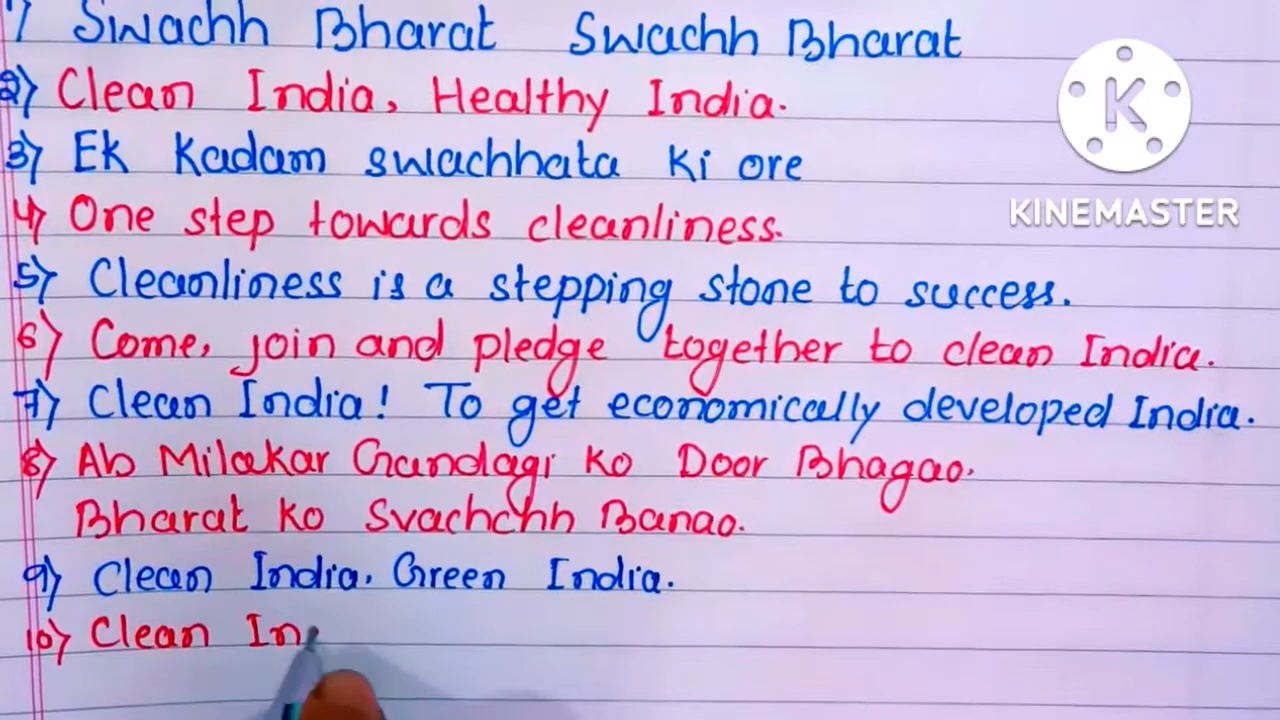 1) Swachh Bharat Swachh Bharat
2) Clean India, Healthy India.
3) Ek Kadam swachhata Ki ore
4) One step towards cleanliness.
5) Cleanliness is a stepping stone to success.
6) Come, join and pledge together to clean India.
7) Clean India! To get economically developed India.
8) Ab Milakar Gandagi Ko Door Bhagao.
Bharat Ko Svachchh Banao.
9) Clean India. Green India.
10) Clean In
K
KINEMASTER